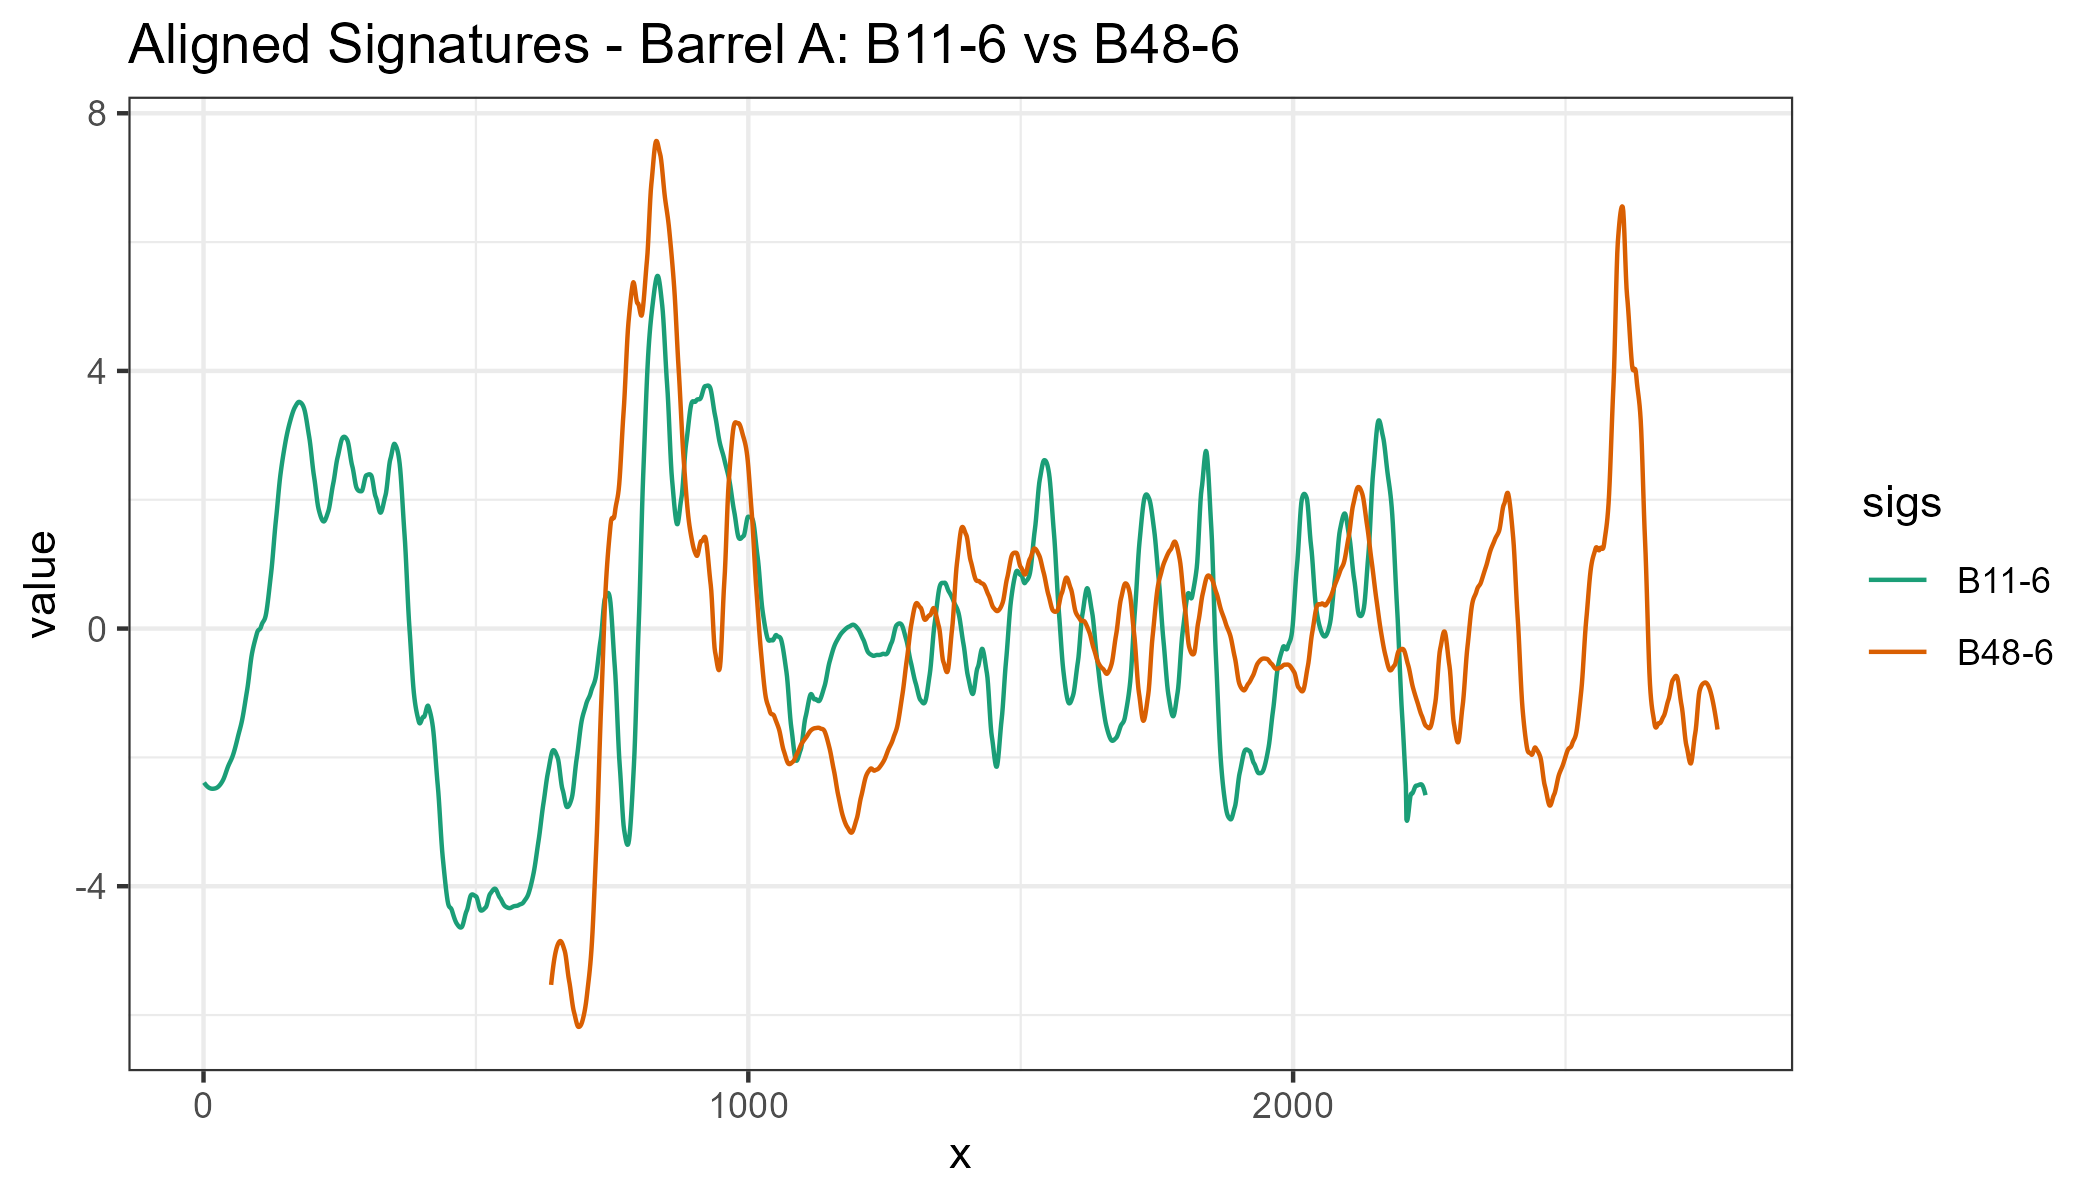 Aligned Signatures - Barrel A: B11-6 vs B48-6
8
4
0
-4
value
0 1000 2000
x
sigs
B11-6
B48-6